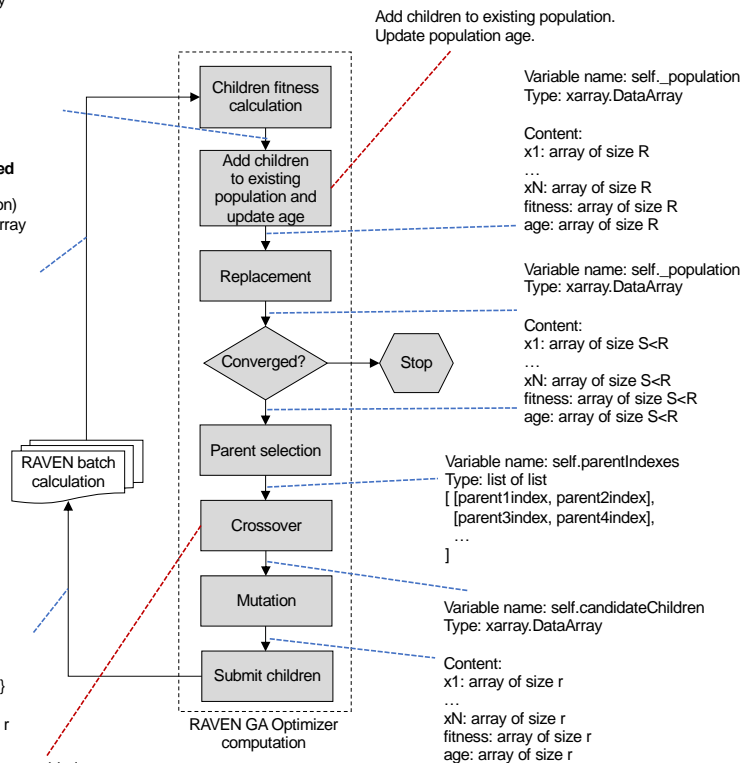 Add children to existing population.
Update population age.
Children fitness
calculation
Variable name: self._population
Type: xarray.DataArray
Content:
x1: array of size R
…
xN: array of size R
fitness: array of size R
age: array of size R
Add children
to existing
population and
update age
ed
on)
rray
Replacement
Variable name: self._population
Type: xarray.DataArray
Content:
x1: array of size S<R
…
xN: array of size S<R
fitness: array of size S<R
age: array of size S<R
Converged?
Stop
Parent selection
RAVEN batch
calculation
Variable name: self.parentIndexes
Type: list of list
[ [parent1index, parent2index],
[parent3index, parent4index],
…
]
Crossover
Mutation
Variable name: self.candidateChildren
Type: xarray.DataArray
Content:
x1: array of size r
…
xN: array of size r
fitness: array of size r
age: array of size r
Submit children
}
r
RAVEN GA Optimizer
computation